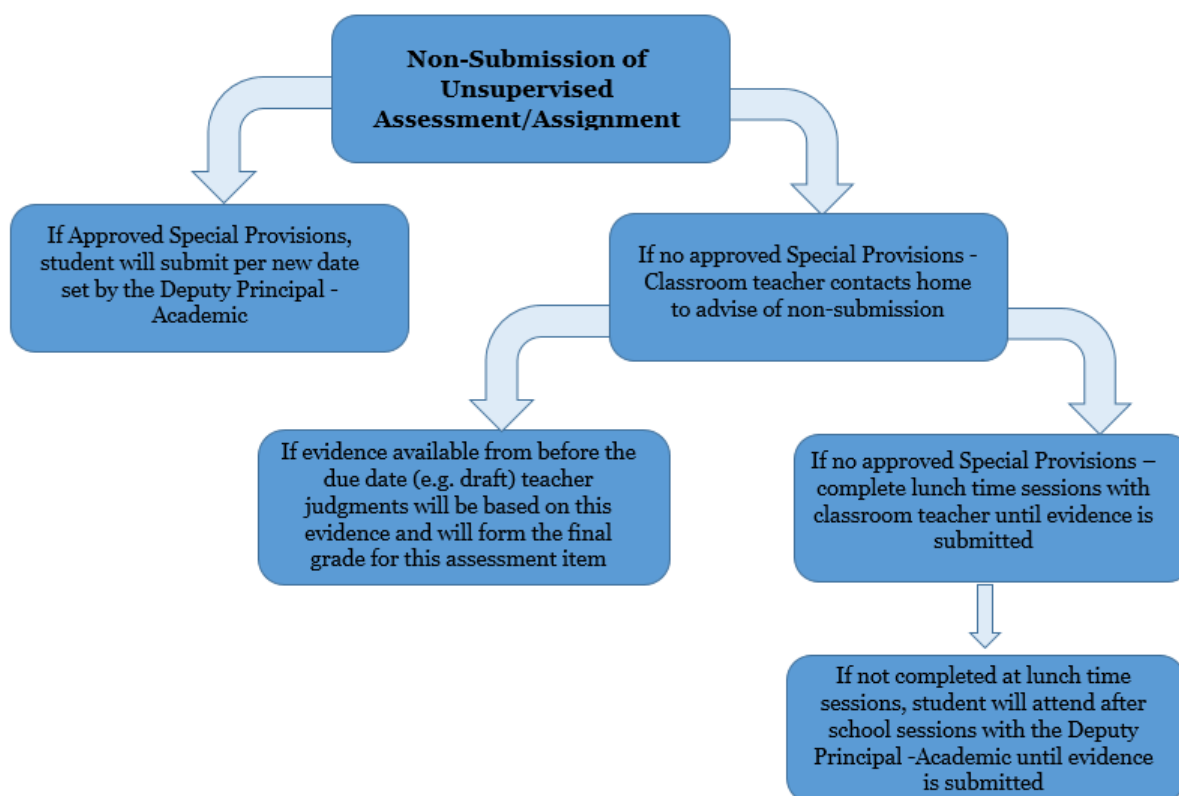 Non-Submission of
Unsupervised
Assessment/Assignment
If Approved Special Provisions,
student will submit per new date
set by the Deputy Principal -
Academic
If no approved Special Provisions -
Classroom teacher contacts home
to advise of non-submission
If evidence available from before the
due date (e.g. draft) teacher
judgments will be based on this
evidence and will form the final
grade for this assessment item
If no approved Special Provisions –
complete lunch time sessions with
classroom teacher until evidence is
submitted
If not completed at lunch time
sessions, student will attend after
school sessions with the Deputy
Principal -Academic until evidence
is submitted